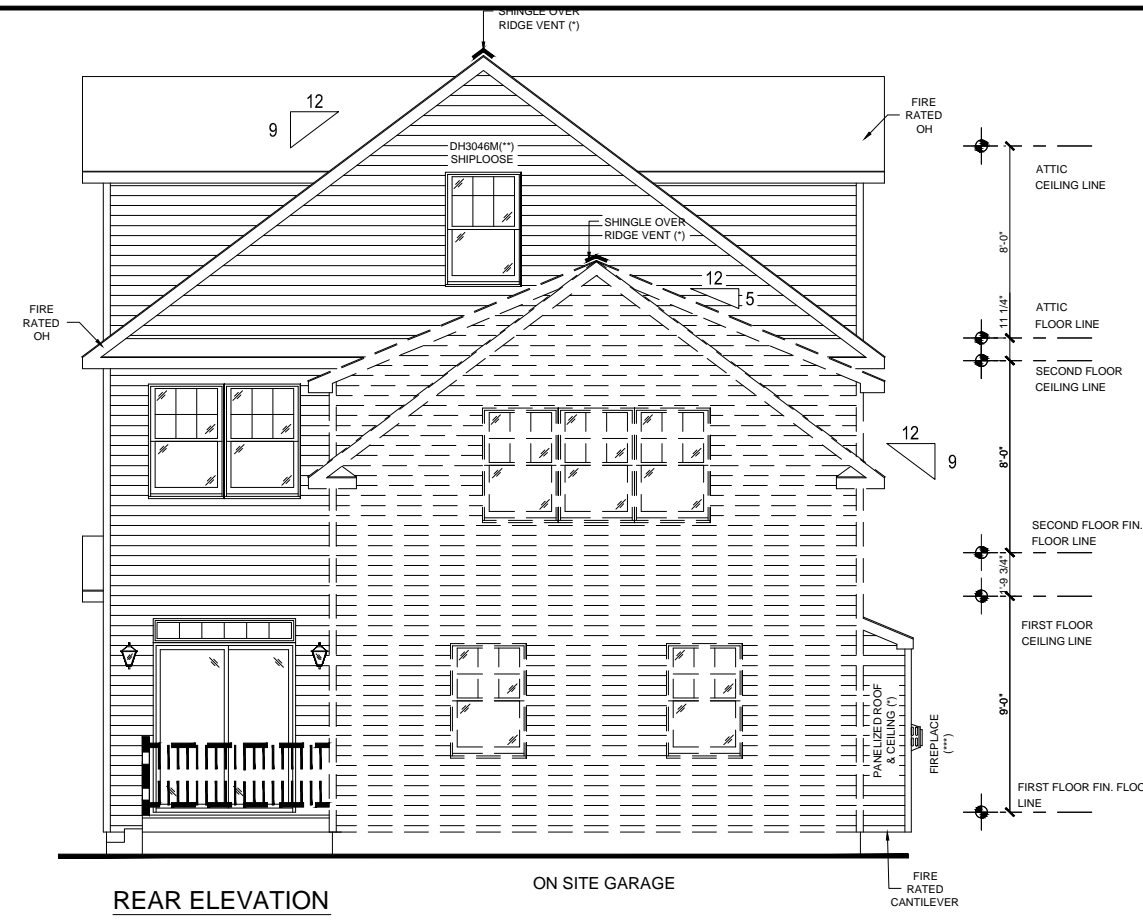 SHINGLE OVER
RIDGE VENT (*)
12
9
FIRE
RATED
OH
DH3046M(**)
SHIPLOOSE
ATTIC
CEILING LINE
SHINGLE OVER
RIDGE VENT (*)
8'-0"
12
5
FIRE
RATED
OH
11 1/4"
ATTIC
FLOOR LINE
SECOND FLOOR
CEILING LINE
12
9
8'-0"
SECOND FLOOR FIN.
FLOOR LINE
1'-9 3/4"
FIRST FLOOR
CEILING LINE
9'-0"
PANELIZED ROOF
& CEILING (*)
FIREPLACE
(***)
FIRST FLOOR FIN. FLOO
LINE
ON SITE GARAGE
FIRE
RATED
CANTILEVER
REAR ELEVATION